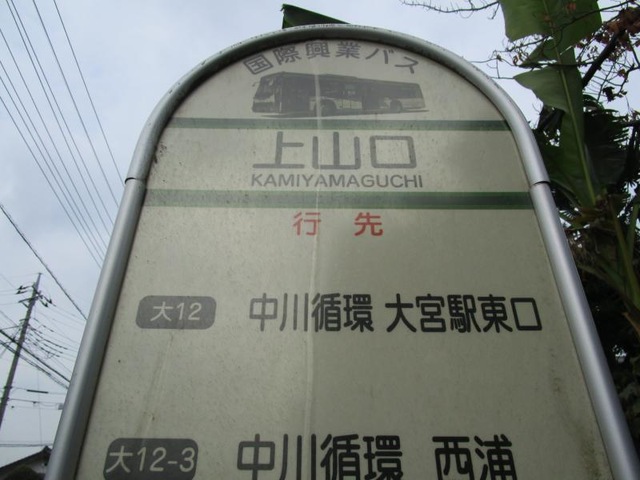 国際興業バス
上山口
KAMIYAMAGUCHI
行先
大12 中川循環 大宮駅東口
大12-3 中川循環 西浦